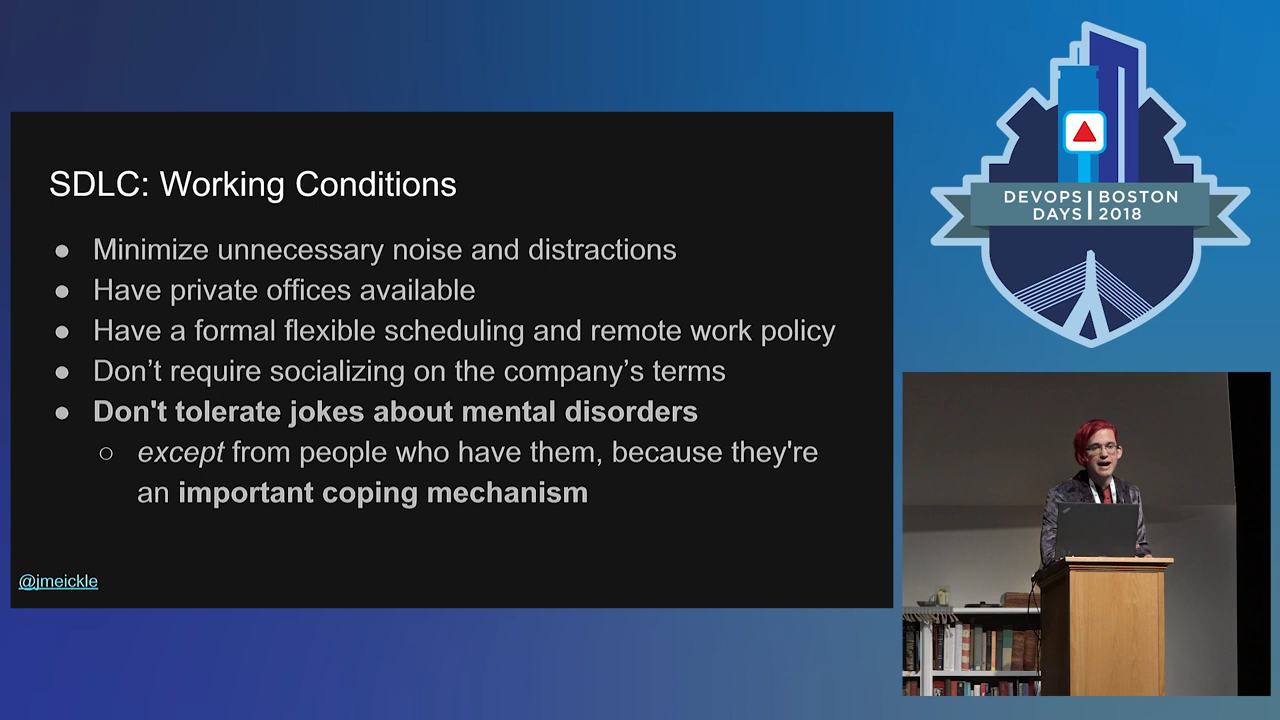 SDLC: Working Conditions
● Minimize unnecessary noise and distractions
● Have private offices available
● Have a formal flexible scheduling and remote work policy
● Don’t require socializing on the company’s terms
● Don't tolerate jokes about mental disorders
○ except from people who have them, because they're
an important coping mechanism
@jmeickle
DEVOPS DAYS
BOSTON 2018